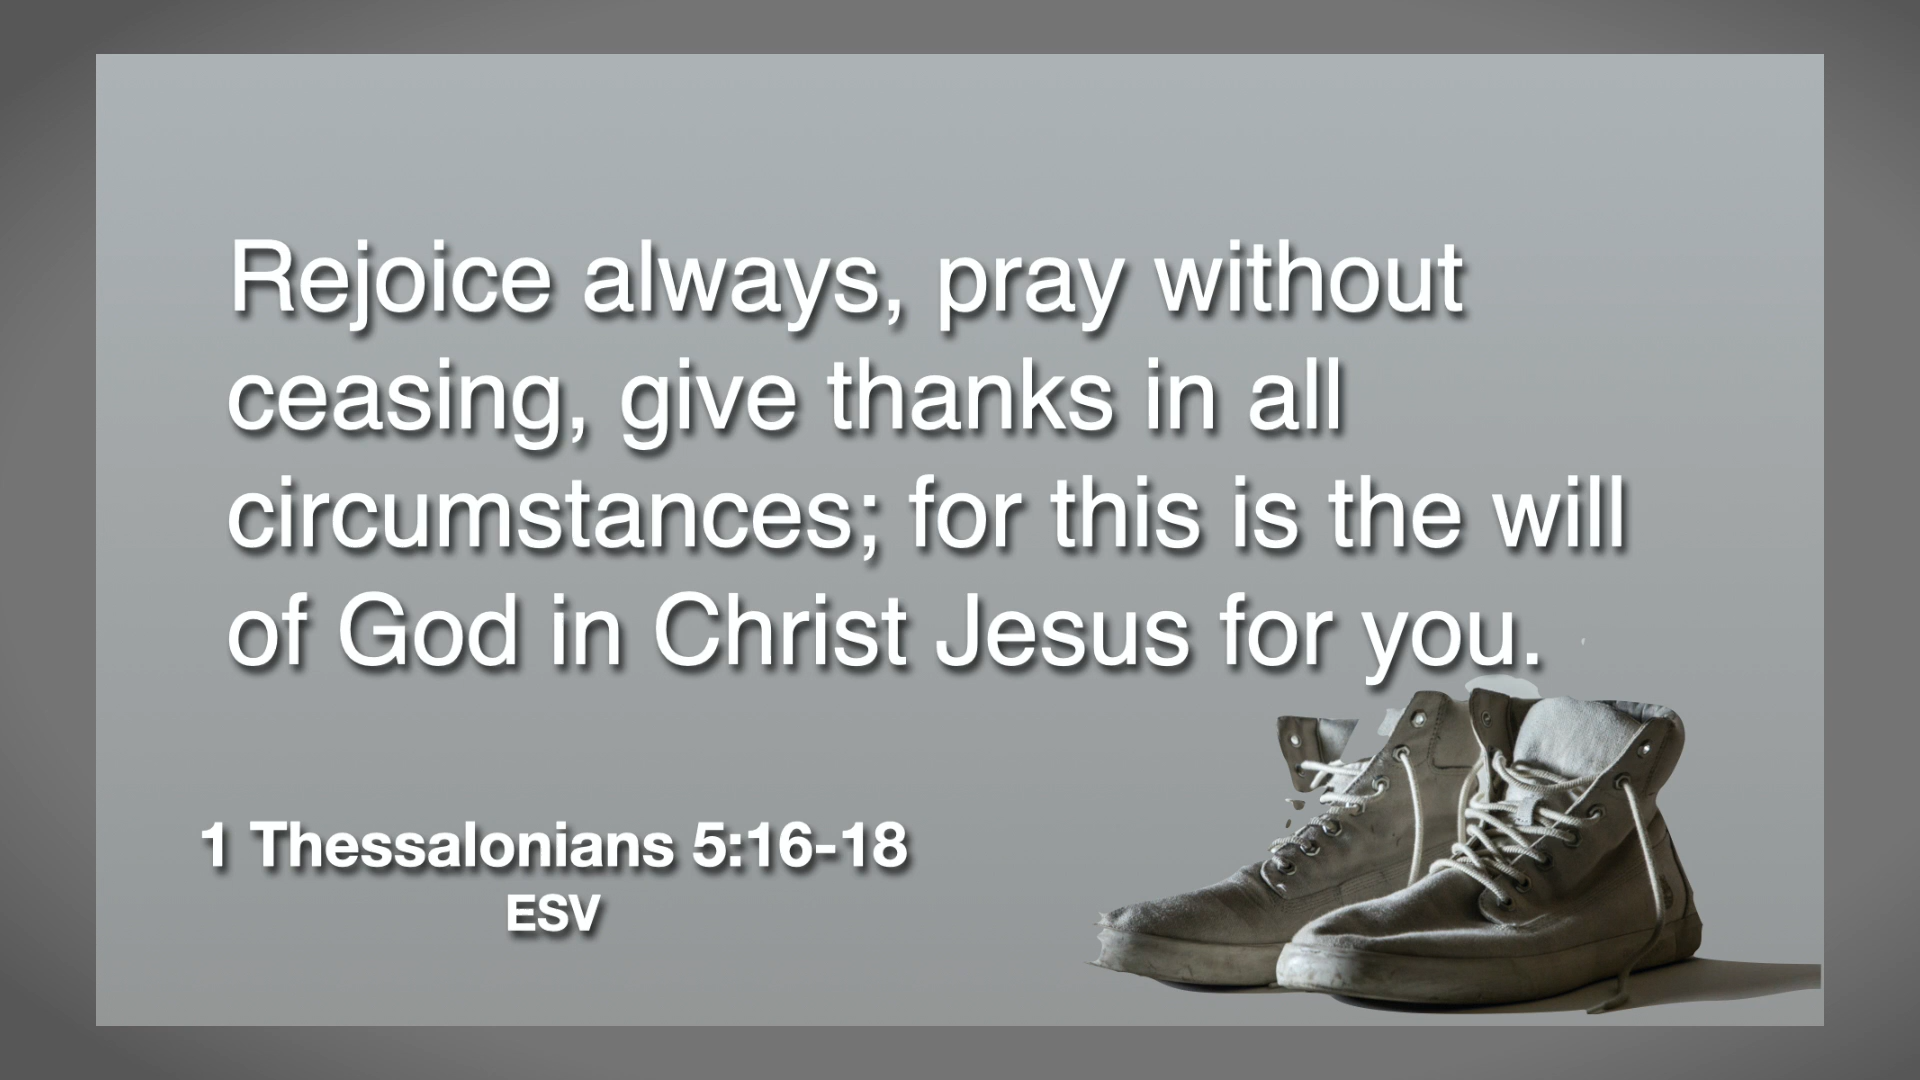 Rejoice always, pray without
ceasing, give thanks in all
circumstances; for this is the will
of God in Christ Jesus for you.
1 Thessalonians 5:16-18
ESV